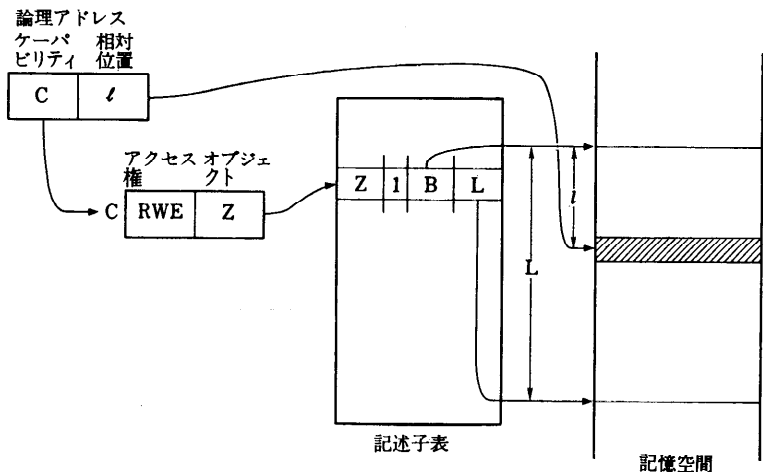 論理アドレス
ケーパ 相対
ビリティ 位置
C ℓ
アクセス オブジェ
権 クト
C RWE Z
Z 1 B L
l
L
記述子表
記憶空間